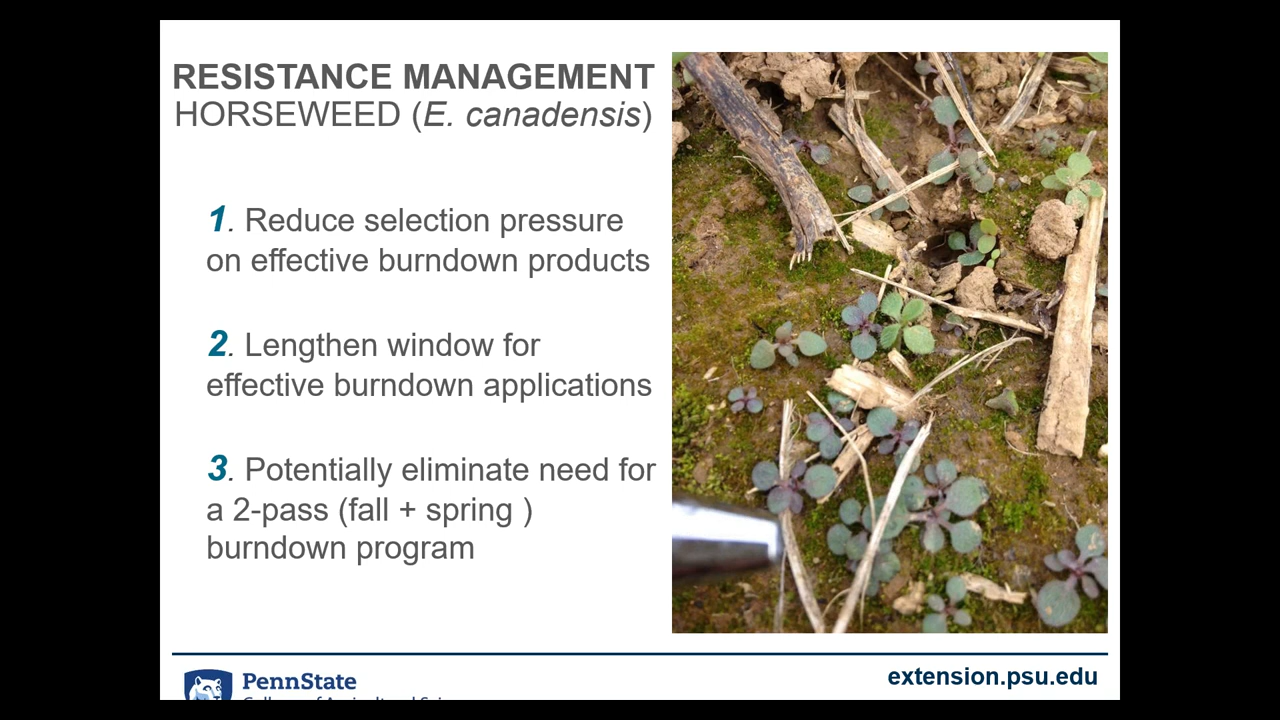 RESISTANCE MANAGEMENT
HORSEWEED (E. canadensis)
1. Reduce selection pressure
on effective burndown products
2. Lengthen window for
effective burndown applications
3. Potentially eliminate need for
a 2-pass (fall + spring )
burndown program
PennState
extension.psu.edu